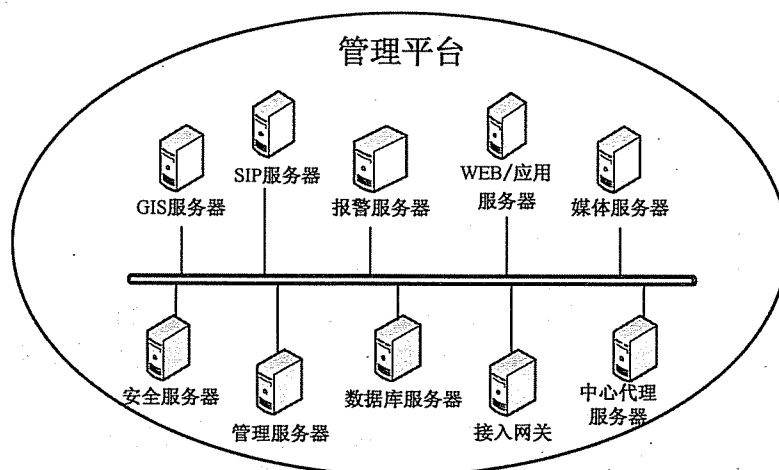 管理平台
GIS服务器
SIP服务器
报警服务器
WEB/应用
服务器
媒体服务器
安全服务器
管理服务器
数据库服务器
接入网关
中心代理
服务器